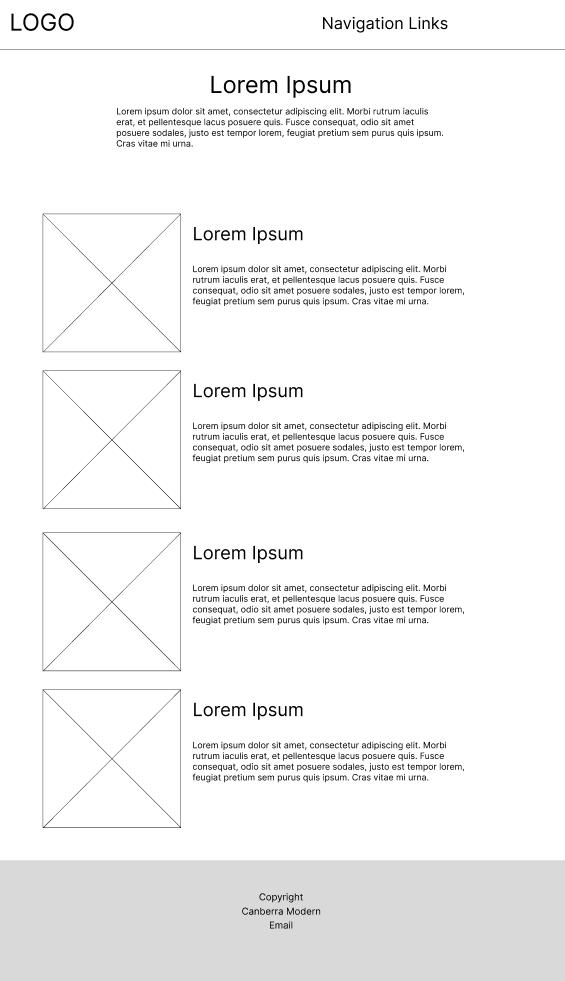 LOGO
Navigation Links
Lorem Ipsum
Lorem ipsum dolor sit amet, consectetur adipiscing elit. Morbi rutrum iaculis
erat, et pellentesque lacus posuere quis. Fusce consequat, odio sit amet
posuere sodales, justo est tempor lorem, feugiat pretium sem purus quis ipsum.
Cras vitae mi urna.
Lorem Ipsum
Lorem ipsum dolor sit amet, consectetur adipiscing elit. Morbi
rutrum iaculis erat, et pellentesque lacus posuere quis. Fusce
consequat, odio sit amet posuere sodales, justo est tempor lorem,
feugiat pretium sem purus quis ipsum. Cras vitae mi urna.
Lorem Ipsum
Lorem ipsum dolor sit amet, consectetur adipiscing elit. Morbi
rutrum iaculis erat, et pellentesque lacus posuere quis. Fusce
consequat, odio sit amet posuere sodales, justo est tempor lorem,
feugiat pretium sem purus quis ipsum. Cras vitae mi urna.
Lorem Ipsum
Lorem ipsum dolor sit amet, consectetur adipiscing elit. Morbi
rutrum iaculis erat, et pellentesque lacus posuere quis. Fusce
consequat, odio sit amet posuere sodales, justo est tempor lorem,
feugiat pretium sem purus quis ipsum. Cras vitae mi urna.
Lorem Ipsum
Lorem ipsum dolor sit amet, consectetur adipiscing elit. Morbi
rutrum iaculis erat, et pellentesque lacus posuere quis. Fusce
consequat, odio sit amet posuere sodales, justo est tempor lorem,
feugiat pretium sem purus quis ipsum. Cras vitae mi urna.
Copyright
Canberra Modern
Email